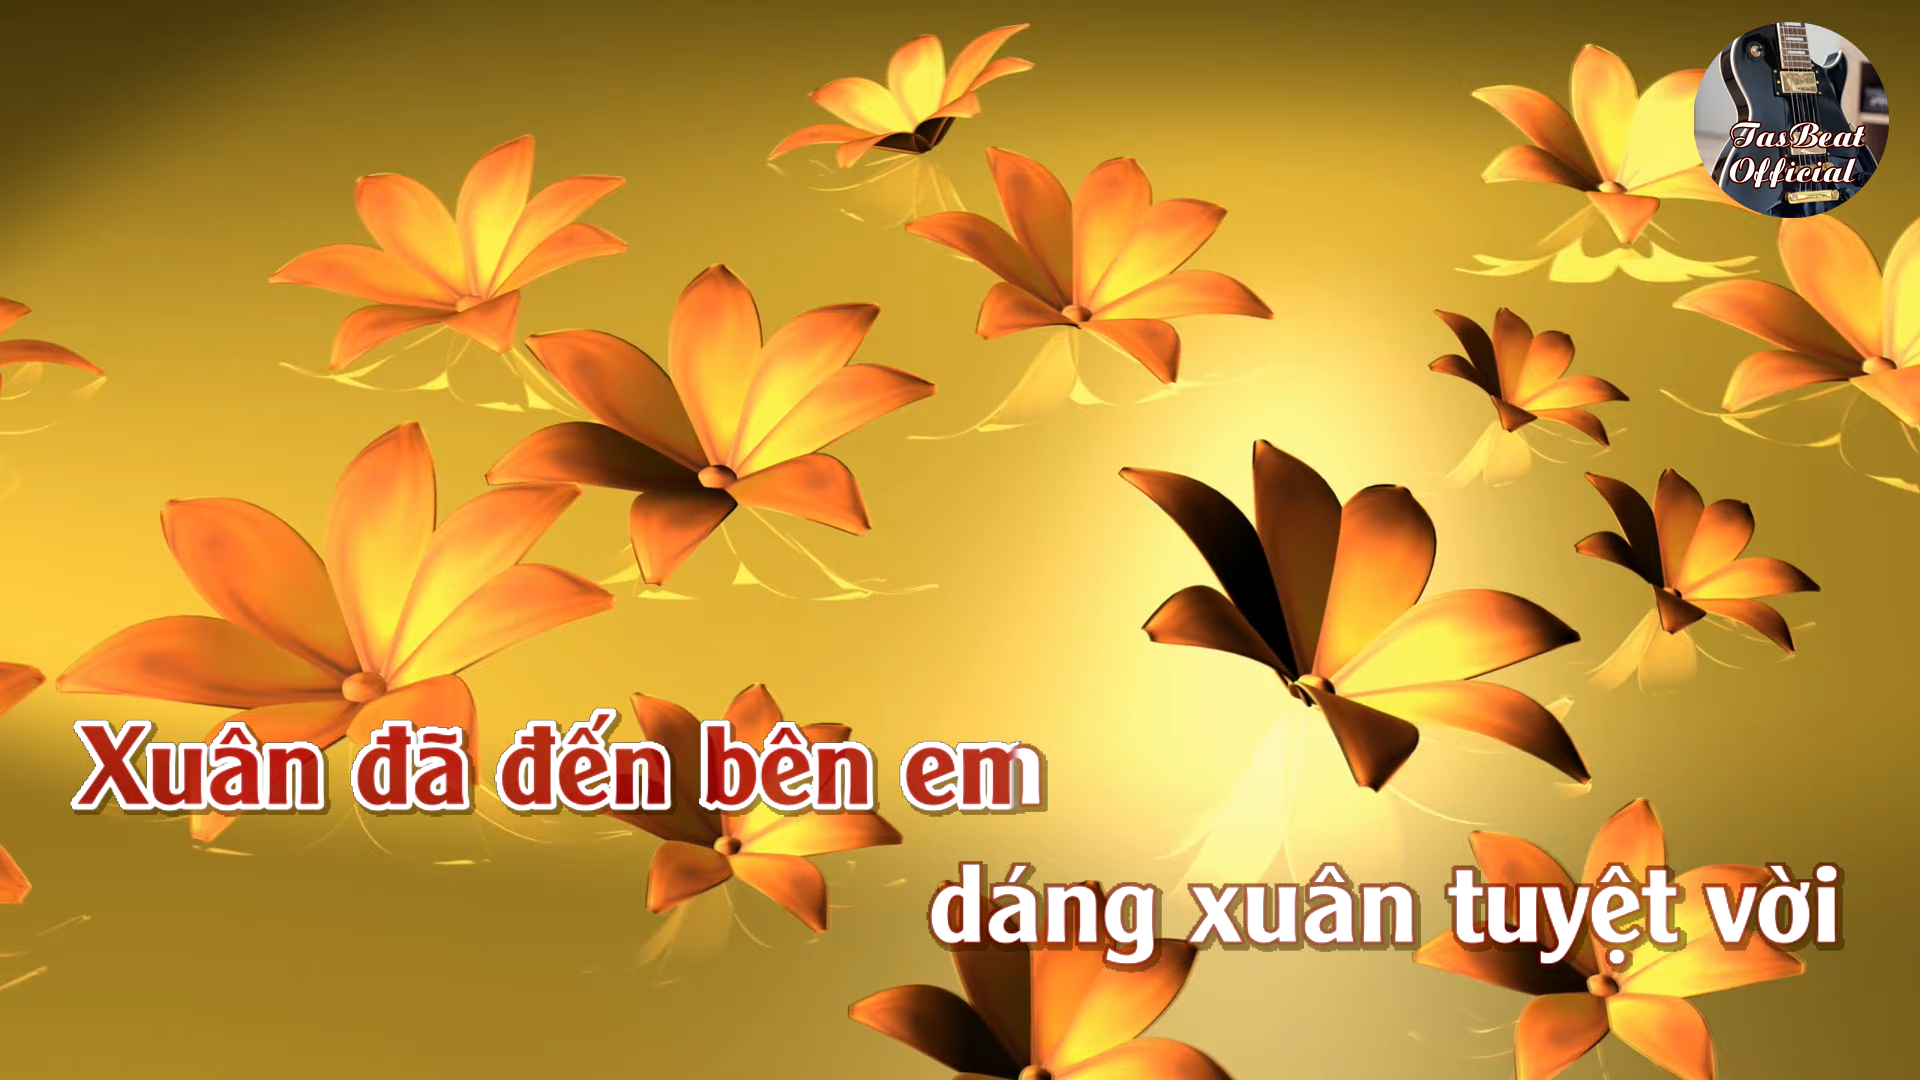 TasBeat
Official
Xuân đã đến bên em
dáng xuân tuyệt vời